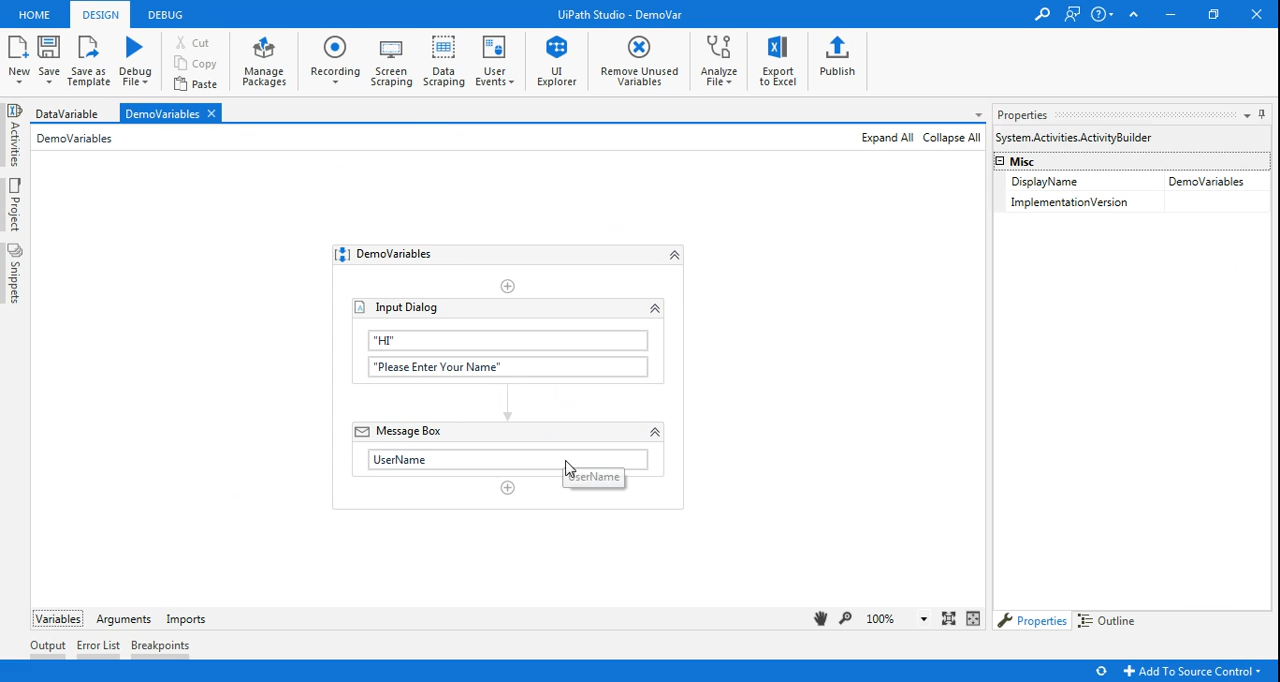 HOME DESIGN DEBUG UiPath Studio - DemoVar
New Save Save as Template Debug File Cut Copy Paste Manage Packages Recording Screen Scraping Data Scraping User Events UI Explorer Remove Unused Variables Analyze File Export to Excel Publish
DataVariable DemoVariables
DemoVariables Expand All Collapse All
Activities
Project
Snippets
DemoVariables
Input Dialog
"HI"
"Please Enter Your Name"
Message Box
UserName
UserName
Properties
System.Activities.ActivityBuilder
Misc
DisplayName DemoVariables
ImplementationVersion
Variables Arguments Imports 100% Properties Outline
Output Error List Breakpoints
Add To Source Control